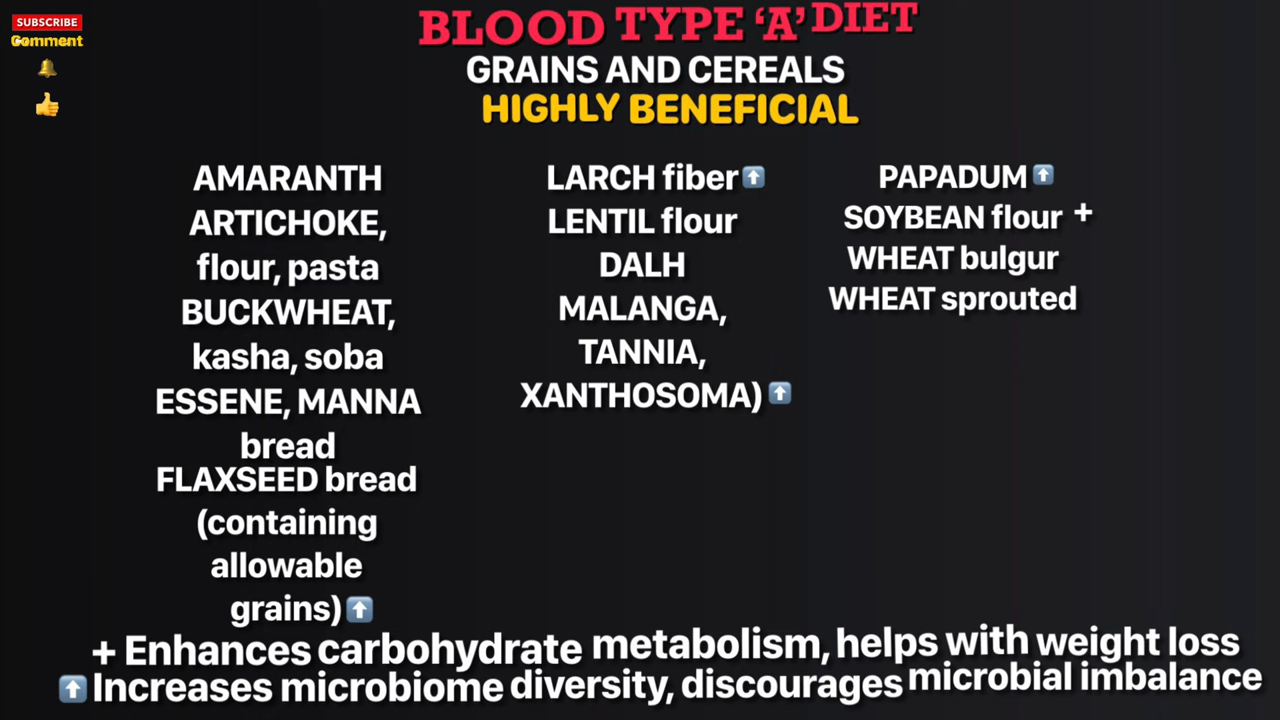 SUBSCRIBE
Comment
BLOOD TYPE ‘A’ DIET
GRAINS AND CEREALS
HIGHLY BENEFICIAL
AMARANTH
ARTICHOKE,
flour, pasta
BUCKWHEAT,
kasha, soba
ESSENE, MANNA
bread
FLAXSEED bread
(containing
allowable
grains)⬆️
LARCH fiber⬆️
LENTIL flour
DALH
MALANGA,
TANNIA,
XANTHOSOMA)⬆️
PAPADUM⬆️
SOYBEAN flour +
WHEAT bulgur
WHEAT sprouted
+ Enhances carbohydrate metabolism, helps with weight loss
⬆️Increases microbiome diversity, discourages microbial imbalance